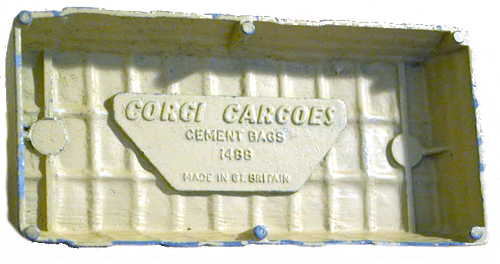 CORGI CARGOES
CEMENT BAGS
1488
MADE IN GT. BRITAIN